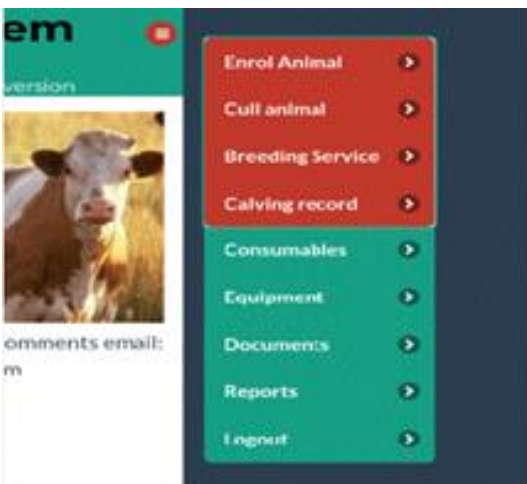 em
version
omments email:
m
Enrol Animal
Cull animal
Breeding Service
Calving record
Consumables
Equipment
Documents
Reports
Logout